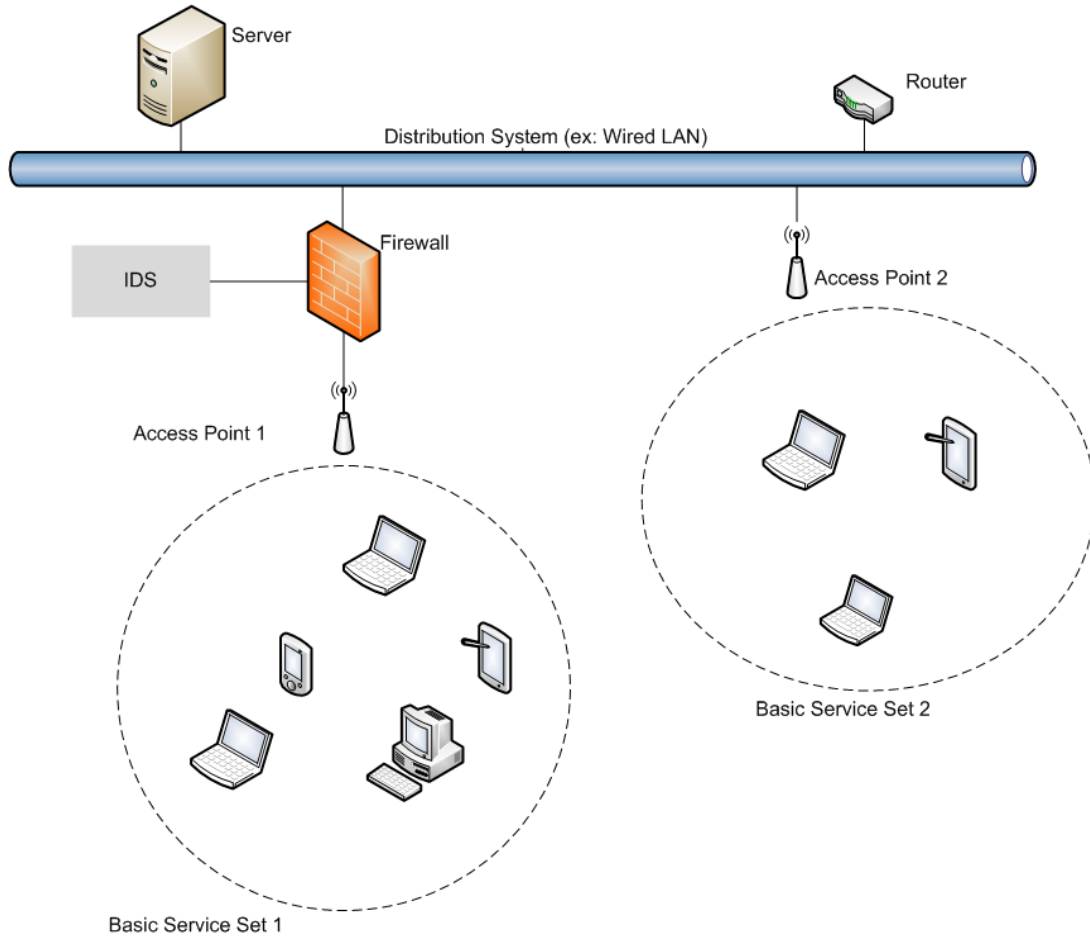 Server
Router
Distribution System (ex: Wired LAN)
Firewall
IDS
Access Point 2
Access Point 1
Basic Service Set 2
Basic Service Set 1